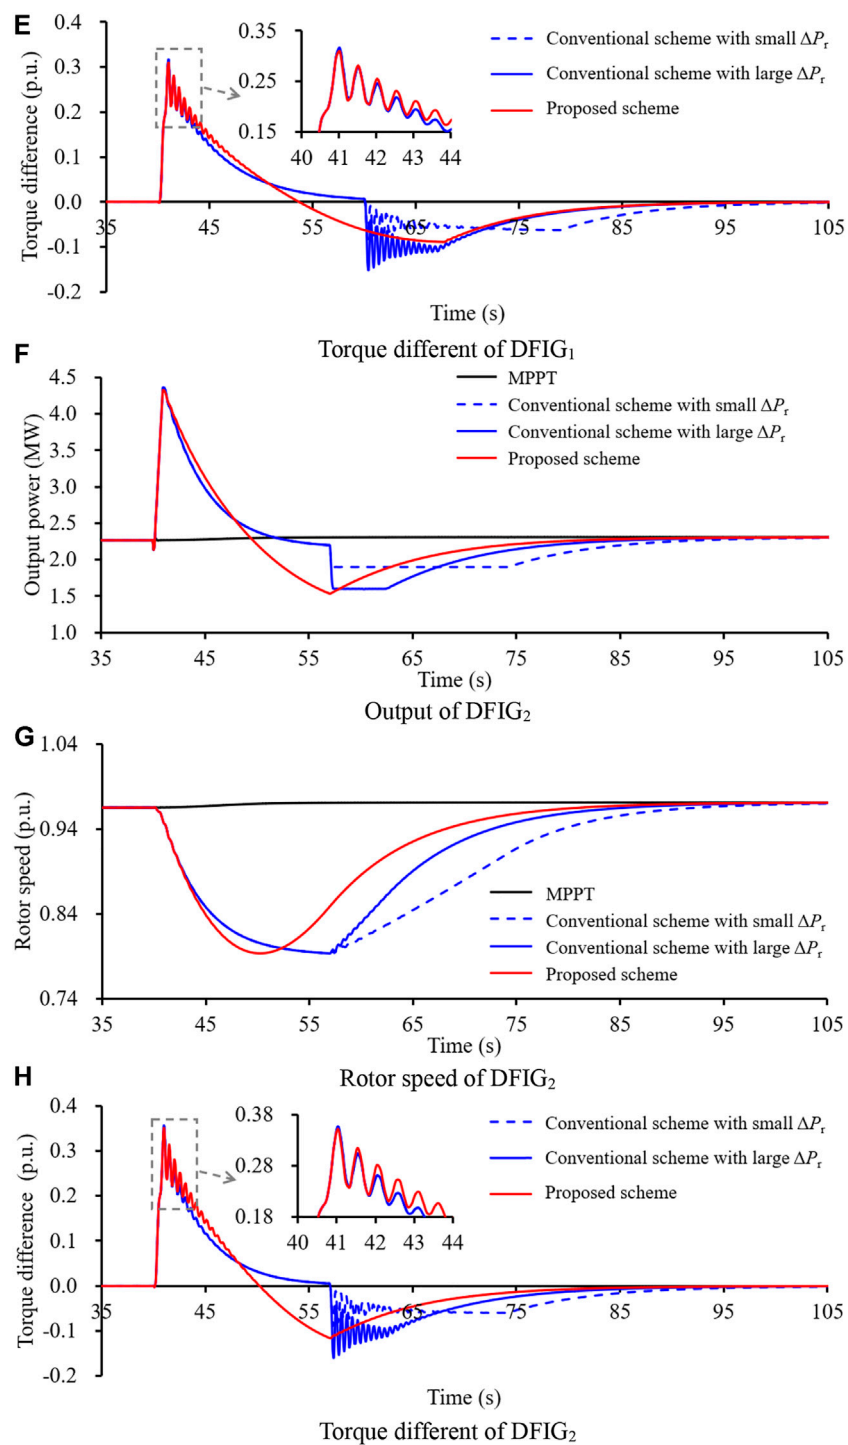 E
0.4
0.3
0.2
0.1
0.0
-0.1
-0.2
Torque difference (p.u.)
0.35
0.25
0.15
40 41 42 43 44
Conventional scheme with small ΔPr
Conventional scheme with large ΔPr
Proposed scheme
35 45 55 65 75 85 95 105
Time (s)
Torque different of DFIG1
F
4.5
4.0
3.5
3.0
2.5
2.0
1.5
1.0
Output power (MW)
MPPT
Conventional scheme with small ΔPr
Conventional scheme with large ΔPr
Proposed scheme
35 45 55 65 75 85 95 105
Time (s)
Output of DFIG2
G
1.04
0.94
0.84
0.74
Rotor speed (p.u.)
MPPT
Conventional scheme with small ΔPr
Conventional scheme with large ΔPr
Proposed scheme
35 45 55 65 75 85 95 105
Time (s)
Rotor speed of DFIG2
H
0.4
0.3
0.2
0.1
0.0
-0.1
-0.2
Torque difference (p.u.)
0.38
0.28
0.18
40 41 42 43 44
Conventional scheme with small ΔPr
Conventional scheme with large ΔPr
Proposed scheme
35 45 55 65 75 85 95 105
Time (s)
Torque different of DFIG2